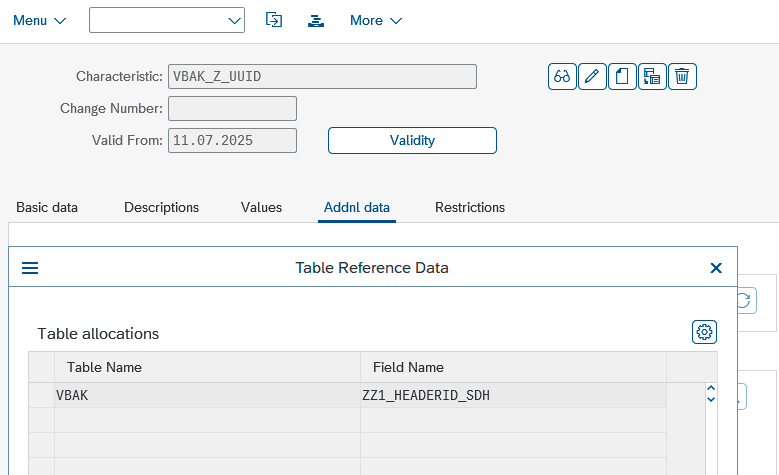 Menu More
Characteristic: VBAK_Z_UUID
Change Number:
Valid From: 11.07.2025 Validity
Basic data Descriptions Values Addnl data Restrictions
Table Reference Data
Table allocations
Table Name Field Name
VBAK ZZ1_HEADERID_SDH